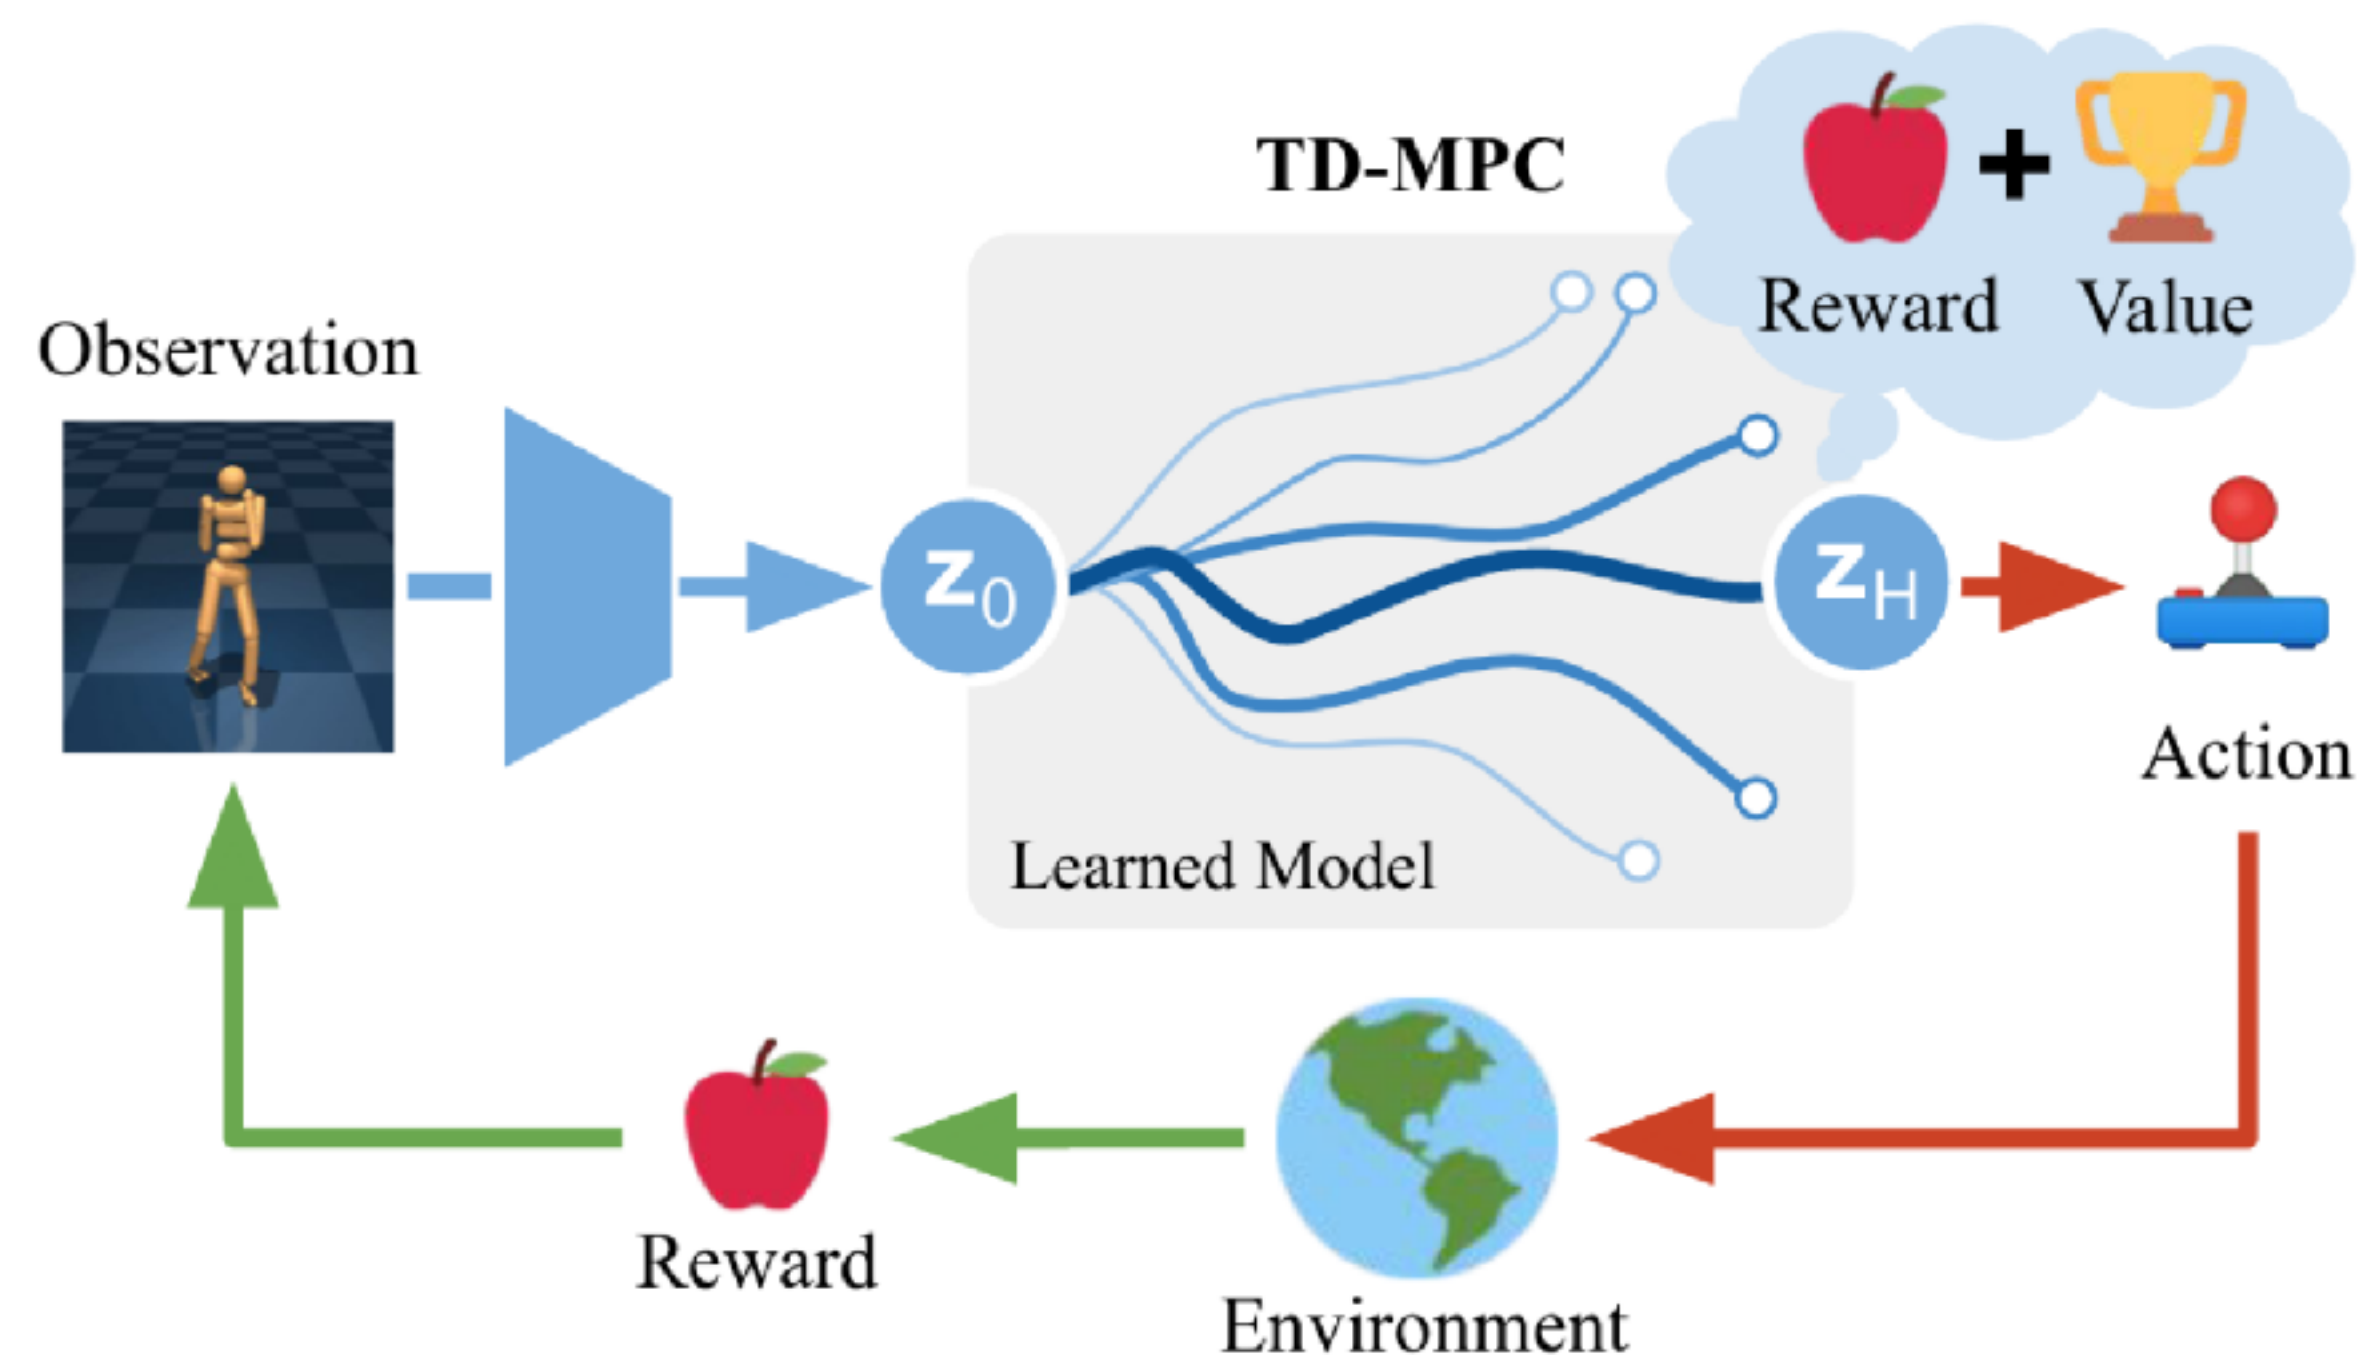 TD-MPC
Reward
Value
Observation
z0
zH
Action
Learned Model
Reward
Environment